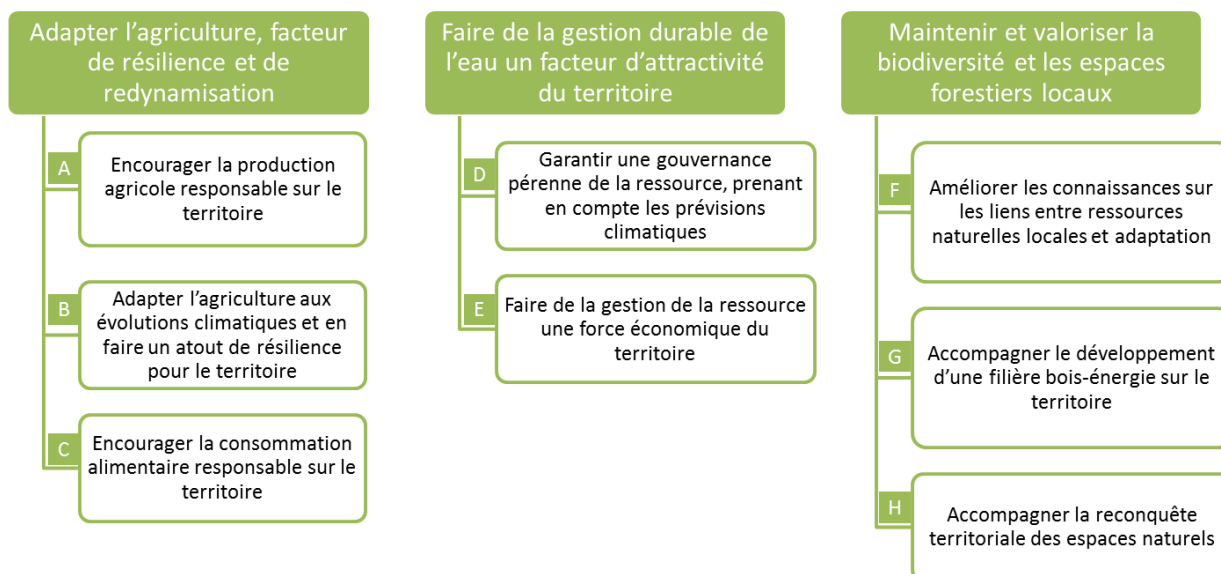 Adapter l’agriculture, facteur
de résilience et de
redynamisation
A
Encourager la production
agricole responsable sur le
territoire
B
Adapter l’agriculture aux
évolutions climatiques et en
faire un atout de résilience
pour le territoire
C
Encourager la consommation
alimentaire responsable sur le
territoire
Faire de la gestion durable de
l’eau un facteur d’attractivité
du territoire
D
Garantir une gouvernance
pérenne de la ressource, prenant
en compte les prévisions
climatiques
E
Faire de la gestion de la ressource
une force économique du
territoire
Maintenir et valoriser la
biodiversité et les espaces
forestiers locaux
F
Améliorer les connaissances sur
les liens entre ressources
naturelles locales et adaptation
G
Accompagner le développement
d’une filière bois-énergie sur le
territoire
H
Accompagner la reconquête
territoriale des espaces naturels